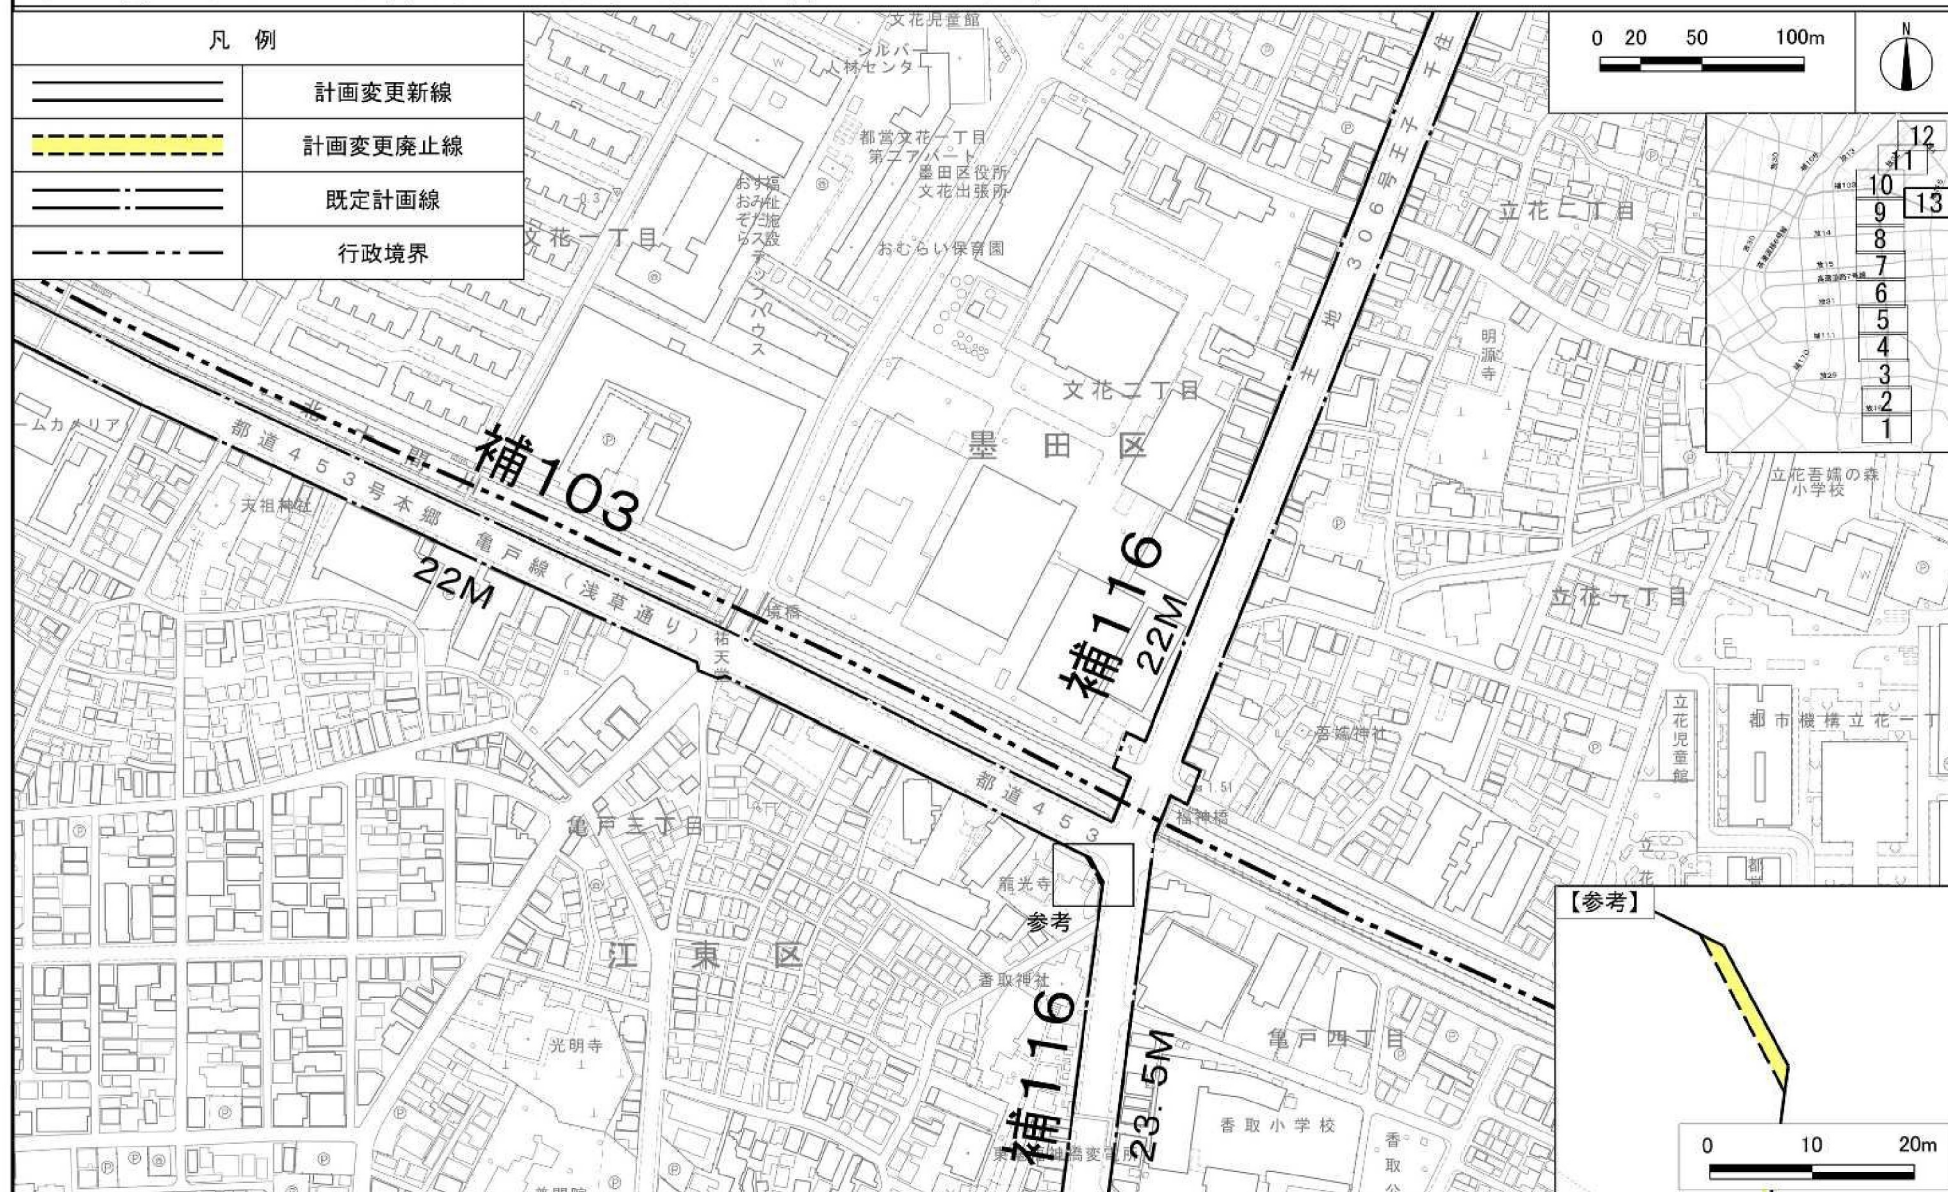 凡 例
計画変更新線
計画変更廃止線
既定計画線
行政境界
0 20 50 100m
N
12
11
10
13
9
8
7
6
5
4
3
2
1
文花児童館
シルバー
人材センター
都営文花一丁目
第二アパート
墨田区役所
文花出張所
おむらい保育園
文花一丁目
文花二丁目
墨田区
立花二丁目
明源寺
主地306号王子千住
立花吾嬬の森
小学校
立花一丁目
立花児童館
都市機構立花一丁
吾嬬神社
福神橋
補103
22M
北十間川
都道453号本郷亀戸線(浅草通り)
天祖神社
境橋
祐天堂
補116
22M
都道453
亀戸三丁目
龍光寺
参考
江東区
香取神社
光明寺
補116
23.5M
亀戸四丁目
香取小学校
【参考】
0 10 20m